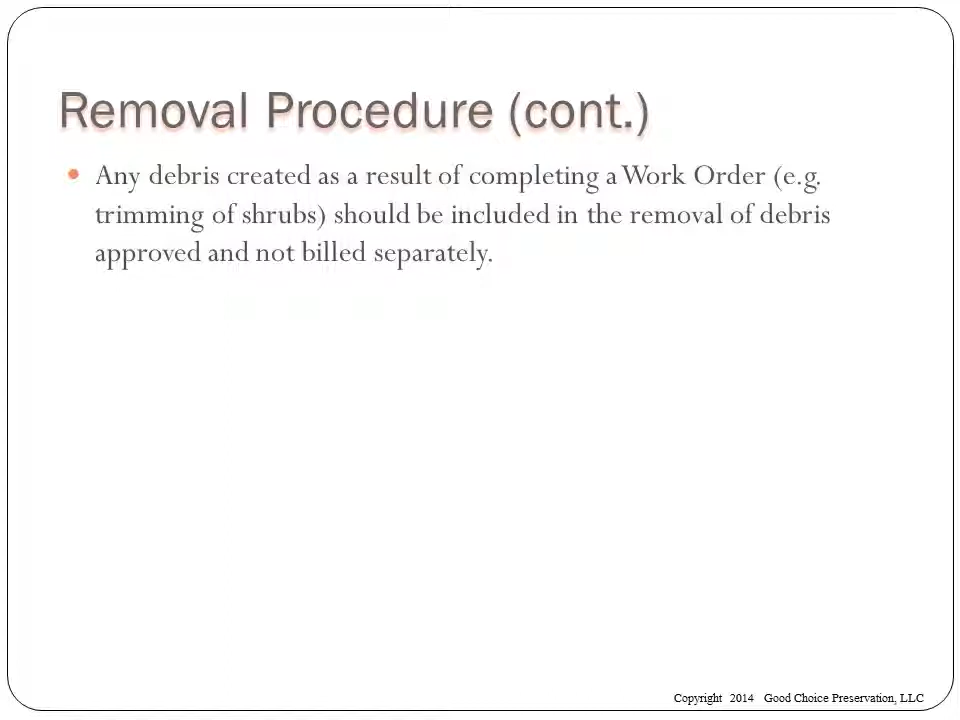 Removal Procedure (cont.)
• Any debris created as a result of completing a Work Order (e.g.
trimming of shrubs) should be included in the removal of debris
approved and not billed separately.
Copyright 2014 Good Choice Preservation, LLC